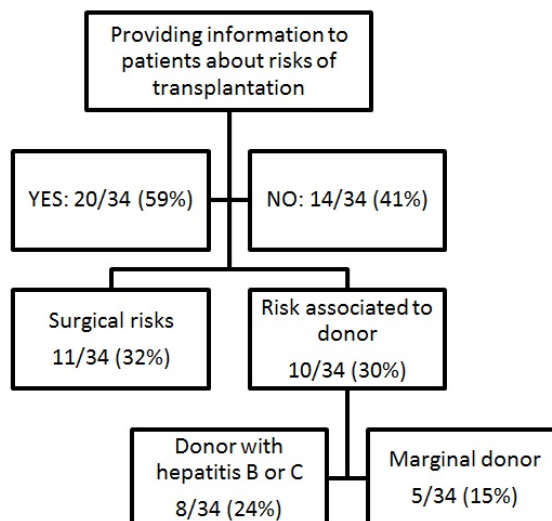 Providing information to
patients about risks of
transplantation
YES: 20/34 (59%)
NO: 14/34 (41%)
Surgical risks
11/34 (32%)
Risk associated to
donor
10/34 (30%)
Donor with
hepatitis B or C
8/34 (24%)
Marginal donor
5/34 (15%)